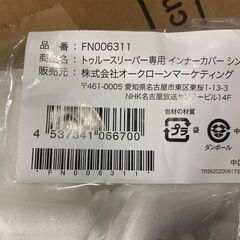 品　番：FN006311
商品名：トゥルースリーパー専用 インナーカバー シン
販売元：株式会社オークローンマーケティング
〒461-0005 愛知県名古屋市東区東桜1-13-3
NHK名古屋放送センタービル14F
包材の材質
プラ
袋
ダンボール
4 537341 066700
FN006311
中国
TRSK20200617S